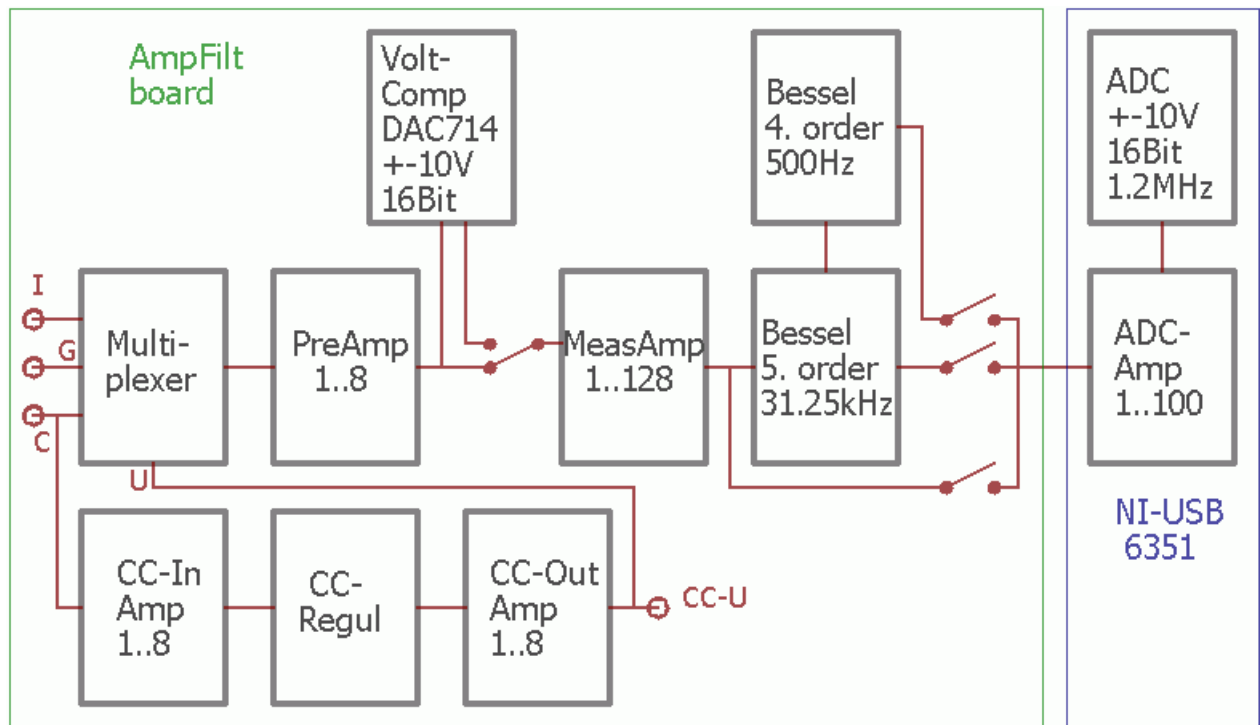 AmpFilt
board
Volt-
Comp
DAC714
+-10V
16Bit
Bessel
4. order
500Hz
ADC
+-10V
16Bit
1.2MHz
I
G
C
U
Multi-
plexer
PreAmp
1..8
MeasAmp
1..128
Bessel
5. order
31.25kHz
ADC-
Amp
1..100
CC-In
Amp
1..8
CC-
Regul
CC-Out
Amp
1..8
CC-U
NI-USB
6351